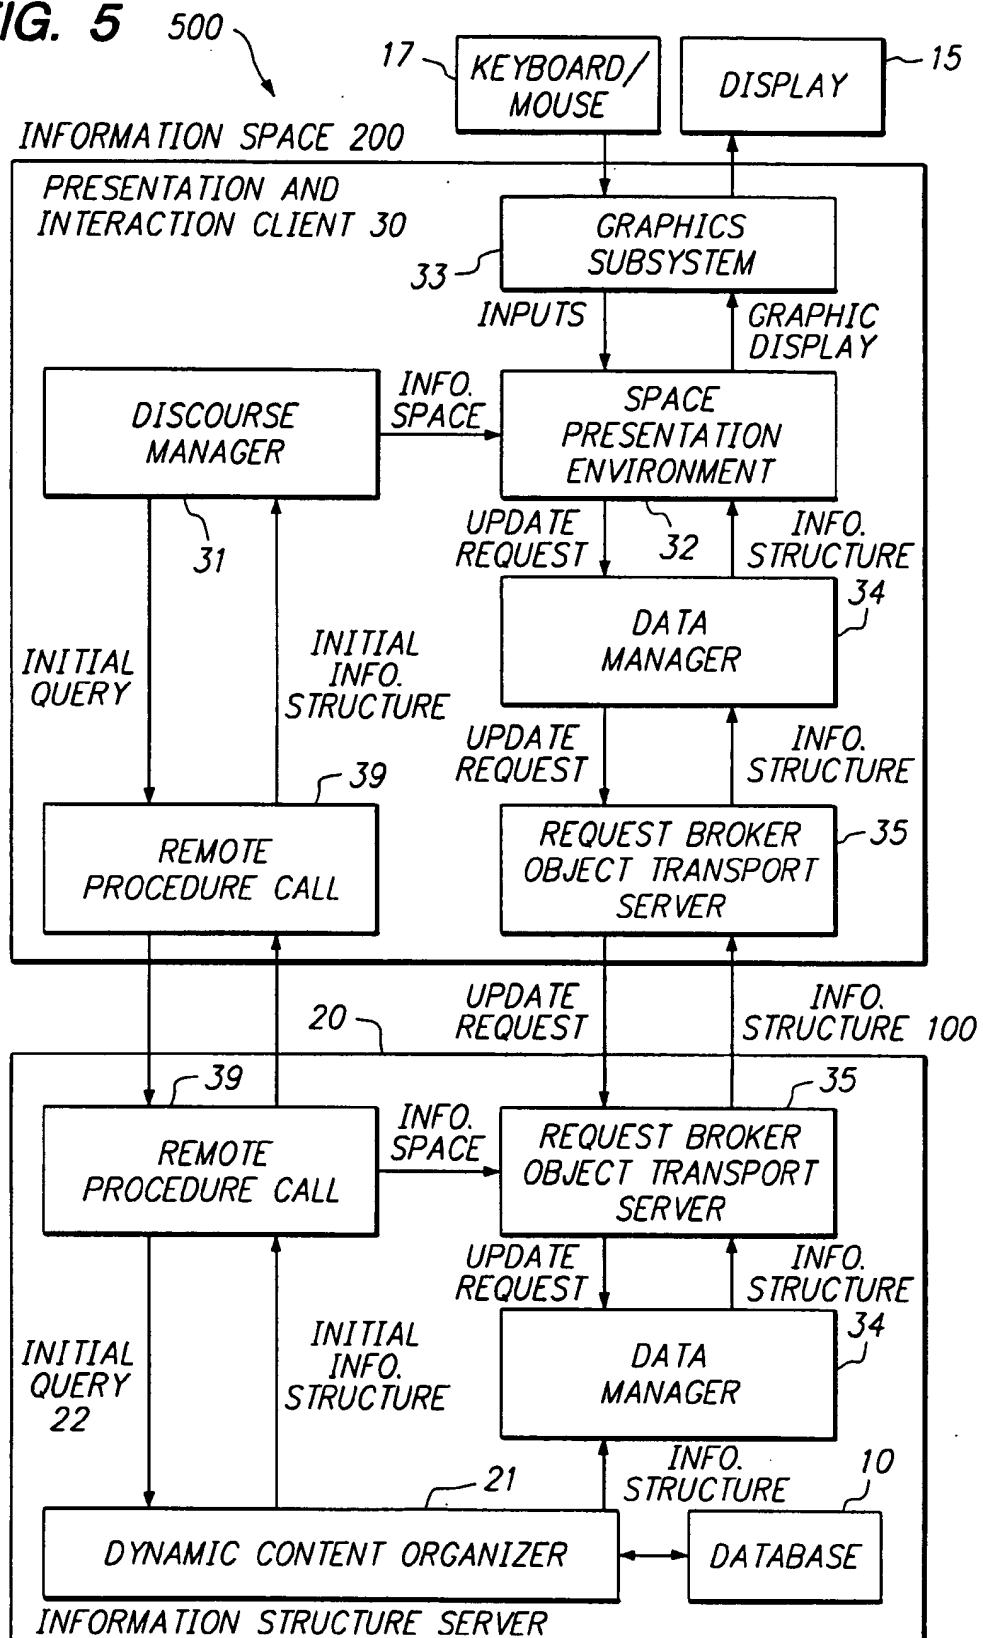 FIG. 5
500
17
KEYBOARD/
MOUSE
DISPLAY
15
INFORMATION SPACE 200
PRESENTATION AND
INTERACTION CLIENT 30
GRAPHICS
SUBSYSTEM
33
INPUTS
GRAPHIC
DISPLAY
DISCOURSE
MANAGER
31
INFO.
SPACE
SPACE
PRESENTATION
ENVIRONMENT
32
UPDATE
REQUEST
INFO.
STRUCTURE
34
DATA
MANAGER
INITIAL
QUERY
INITIAL
INFO.
STRUCTURE
UPDATE
REQUEST
INFO.
STRUCTURE
39
REMOTE
PROCEDURE CALL
REQUEST BROKER
OBJECT TRANSPORT
SERVER
35
20
UPDATE
REQUEST
INFO.
STRUCTURE 100
39
REMOTE
PROCEDURE CALL
INFO.
SPACE
35
REQUEST BROKER
OBJECT TRANSPORT
SERVER
UPDATE
REQUEST
INFO.
STRUCTURE
34
DATA
MANAGER
INITIAL
QUERY
22
INITIAL
INFO.
STRUCTURE
INFO.
STRUCTURE
21
10
DYNAMIC CONTENT ORGANIZER
DATABASE
INFORMATION STRUCTURE SERVER